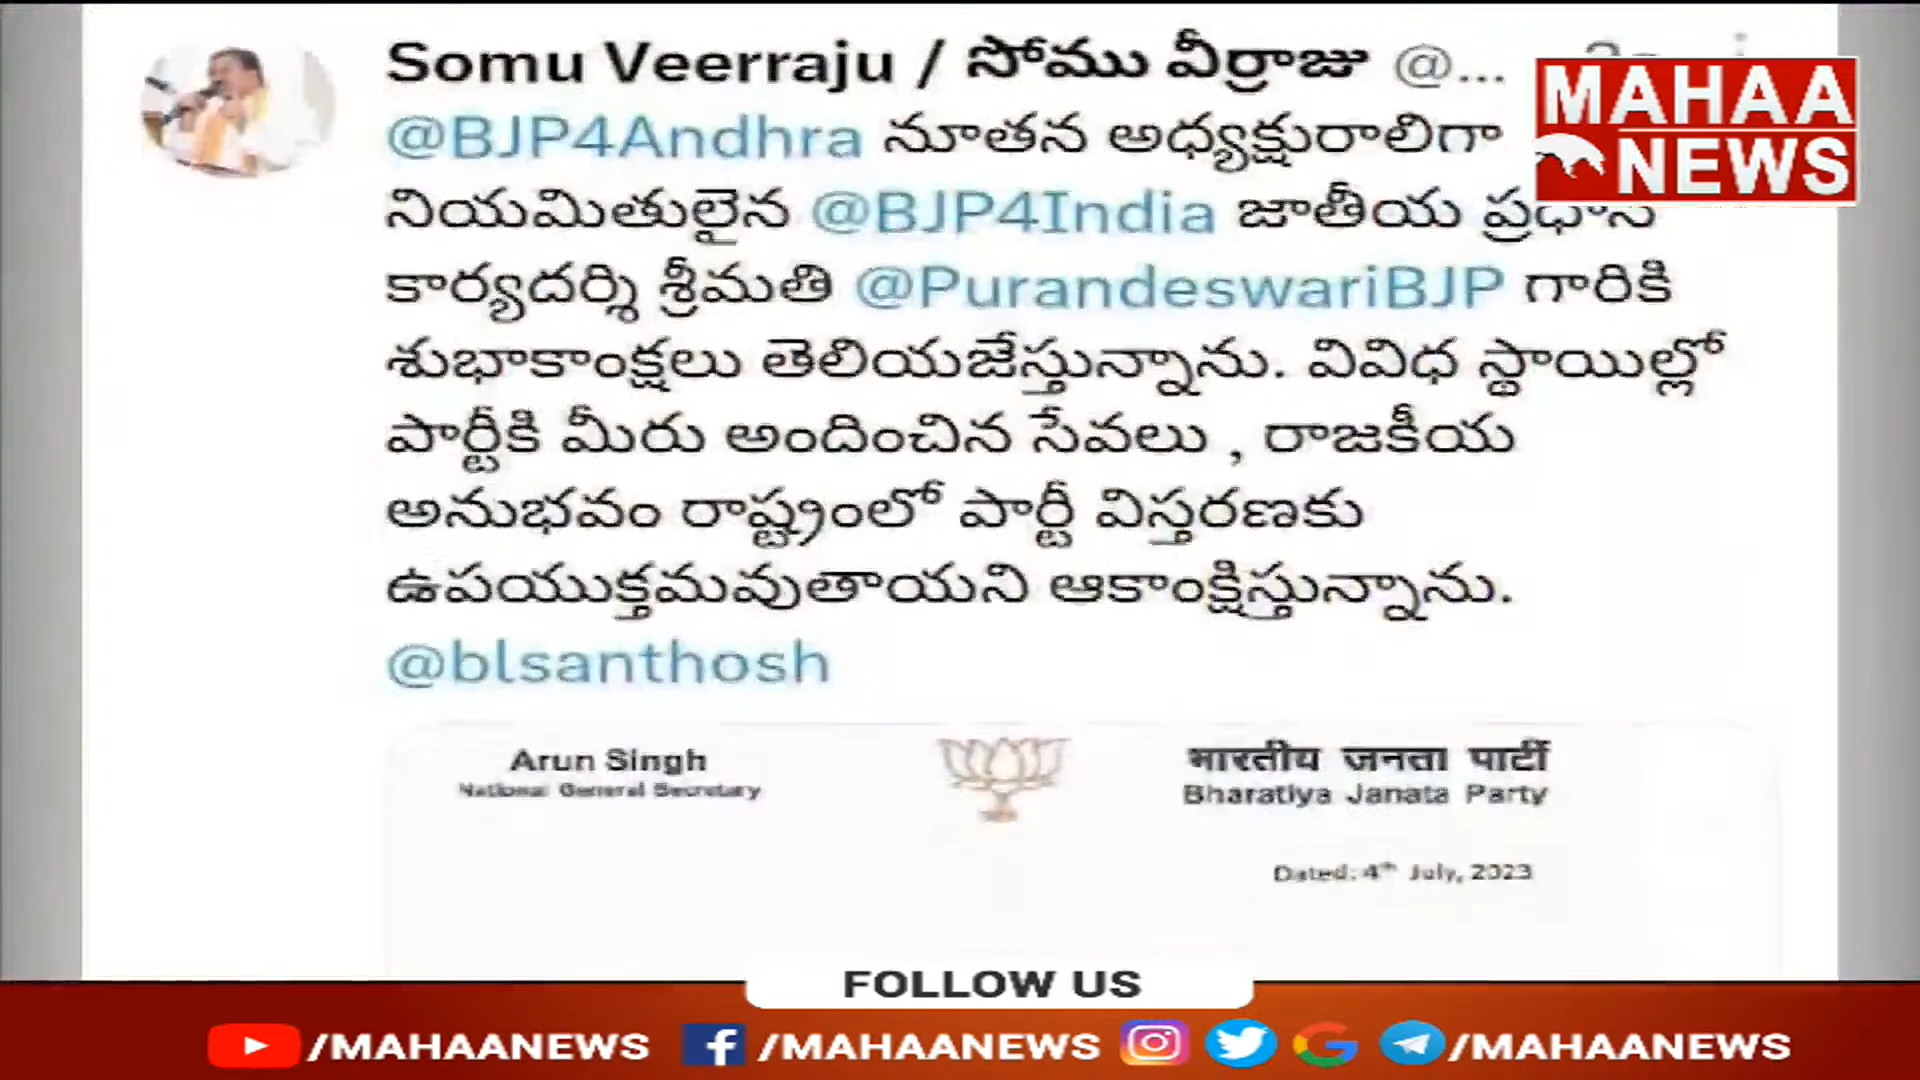 Somu Veerraju / సోము వీర్రాజు @...
@BJP4Andhra నూతన అధ్యక్షురాలిగా
నియమితులైన @BJP4India జాతీయ ప్రధాన
కార్యదర్శి శ్రీమతి @PurandeswariBJP గారికి
శుభాకాంక్షలు తెలియజేస్తున్నాను. వివిధ స్థాయిల్లో
పార్టీకి మీరు అందించిన సేవలు , రాజకీయ
అనుభవం రాష్ట్రంలో పార్టీ విస్తరణకు
ఉపయుక్తమవుతాయని ఆకాంక్షిస్తున్నాను.
@blsanthosh
MAHAA
NEWS
Arun Singh
National General Secretary
भारतीय जनता पार्टी
Bharatiya Janata Party
Dated: 4th July, 2023
FOLLOW US
/MAHAANEWS /MAHAANEWS /MAHAANEWS